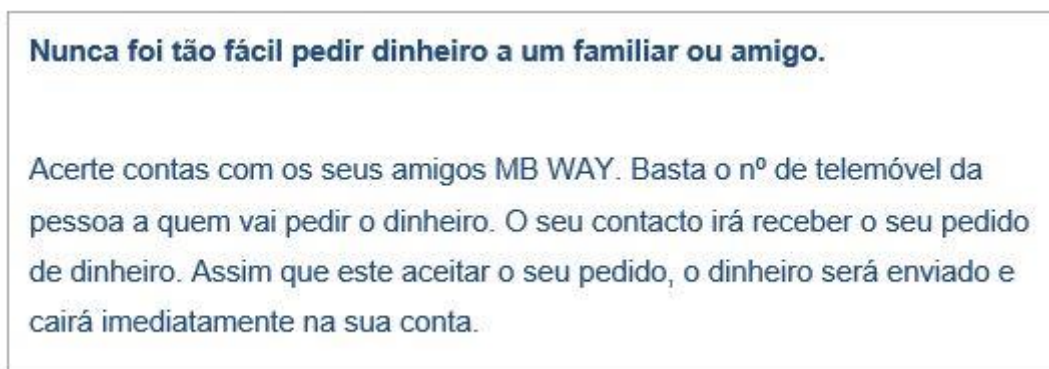 Nunca foi tão fácil pedir dinheiro a um familiar ou amigo.
Acerte contas com os seus amigos MB WAY. Basta o nº de telemóvel da
pessoa a quem vai pedir o dinheiro. O seu contacto irá receber o seu pedido
de dinheiro. Assim que este aceitar o seu pedido, o dinheiro será enviado e
cairá imediatamente na sua conta.